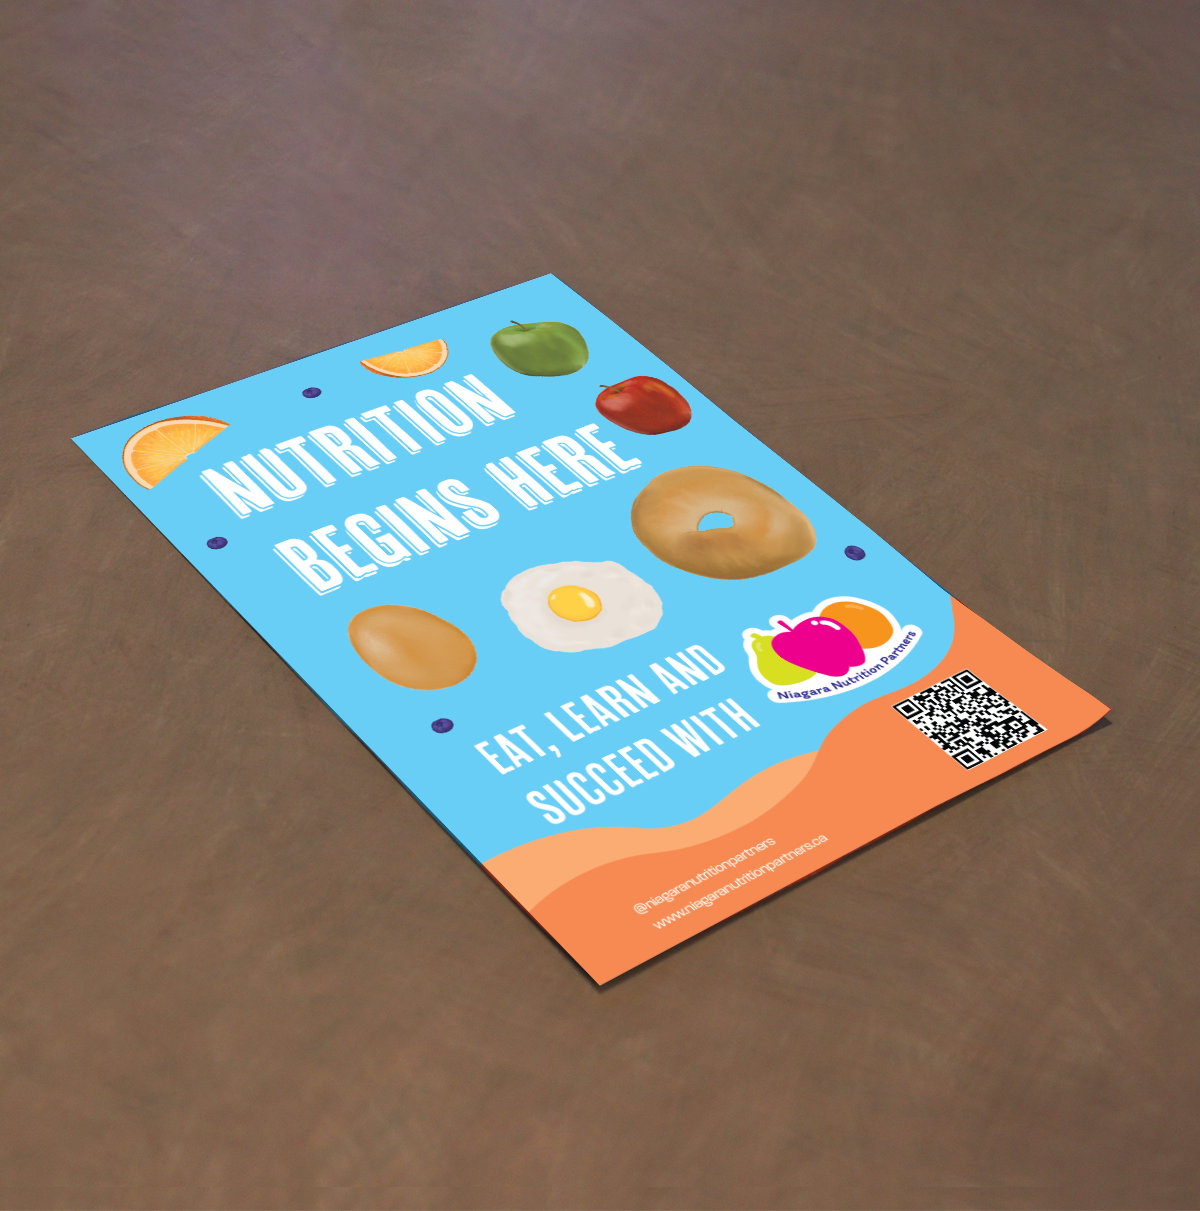 NUTRITION
BEGINS HERE
EAT, LEARN AND
SUCCEED WITH
Niagara Nutrition Partners
@niagaranutritionpartners
www.niagaranutritionpartners.ca